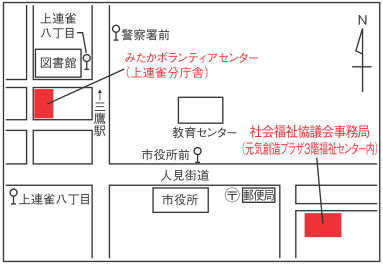 上連雀
八丁目
警察署前
N
図書館
みたかボランティアセンター
(上連雀分庁舎)
↑三鷹駅
教育センター
社会福祉協議会事務局
(元気創造プラザ3階福祉センター内)
市役所前
人見街道
上連雀八丁目
市役所
〒
郵便局